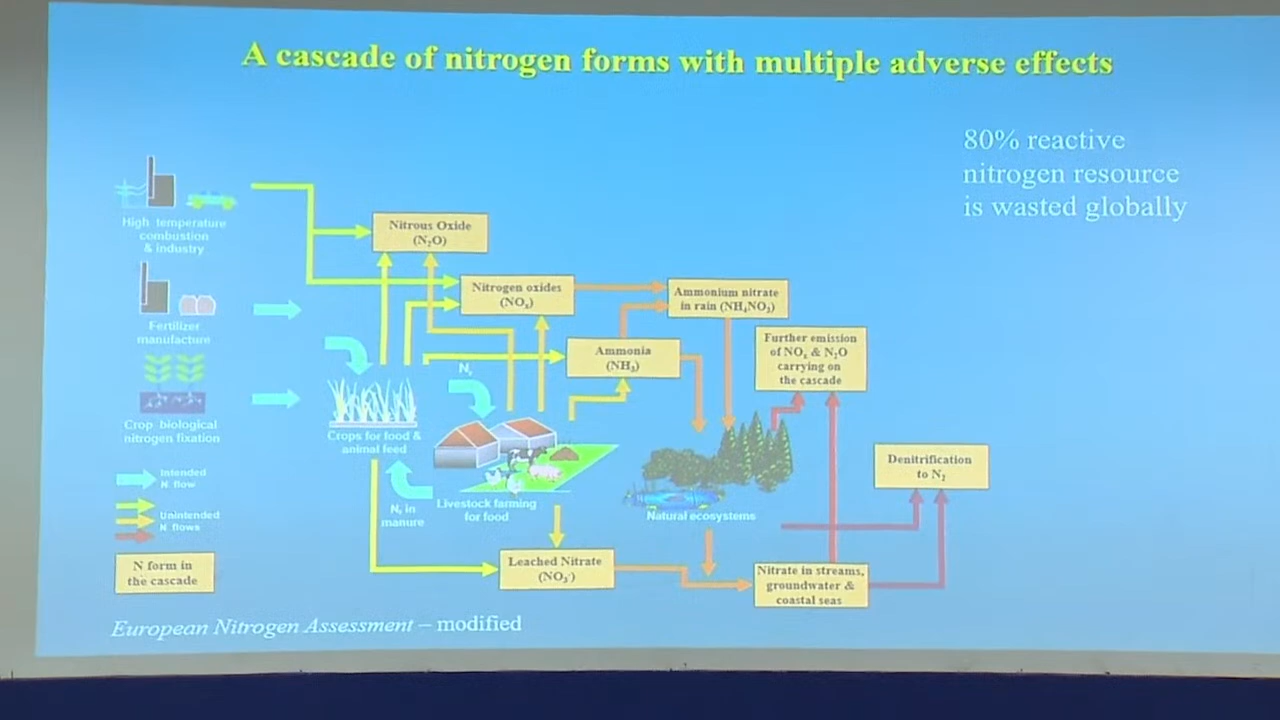 A cascade of nitrogen forms with multiple adverse effects
80% reactive
nitrogen resource
is wasted globally
High temperature
combustion
& industry
Nitrous Oxide
(N₂O)
Nitrogen oxides
(NOₓ)
Ammonium nitrate
in rain (NH₄NO₃)
Fertilizer
manufacture
Further emission
of NOₓ & N₂O
carrying on
the cascade
Ammonia
(NH₃)
Nᵣ
Crop biological
nitrogen fixation
Crops for food &
animal feed
Denitrification
to N₂
Intended
N flow
Nᵣ in
manure
Livestock farming
for food
Natural ecosystems
Unintended
N flows
N form in
the cascade
Leached Nitrate
(NO₃⁻)
Nitrate in streams,
groundwater &
coastal seas
European Nitrogen Assessment – modified